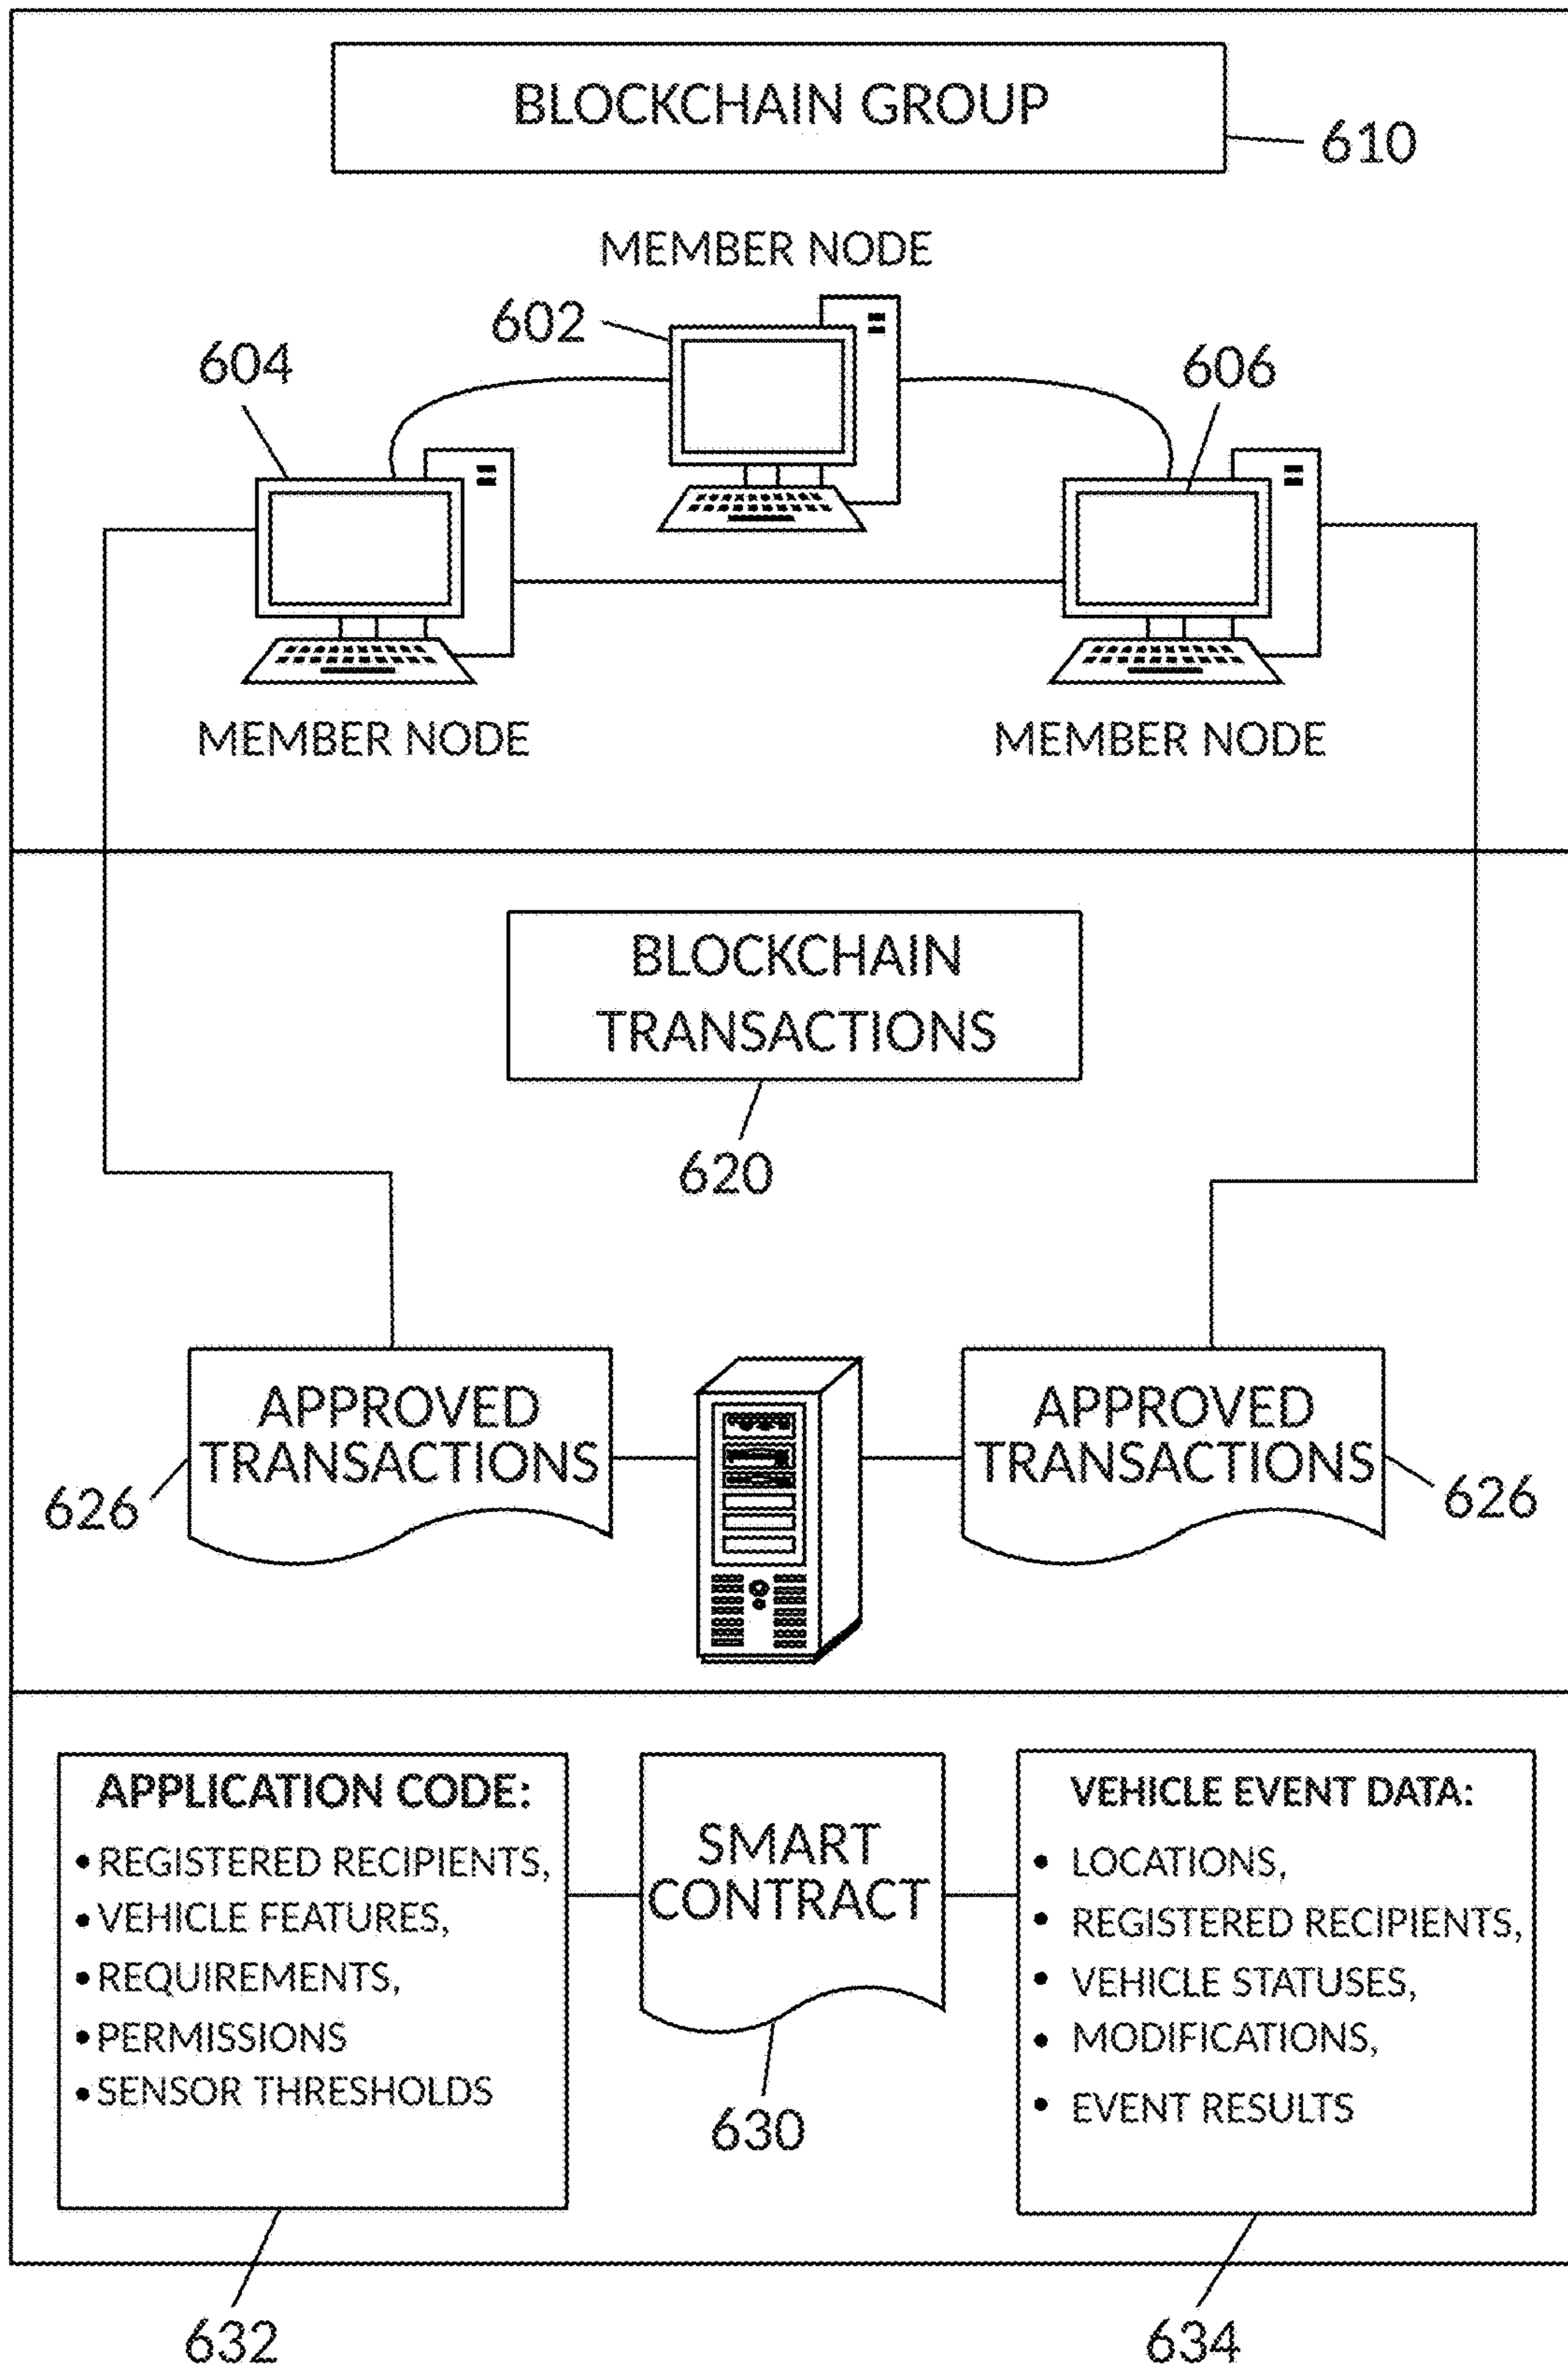 BLOCKCHAIN GROUP
610
MEMBER NODE
602
604
606
MEMBER NODE
MEMBER NODE
BLOCKCHAIN
TRANSACTIONS
620
APPROVED
TRANSACTIONS
626
APPROVED
TRANSACTIONS
626
APPLICATION CODE:
• REGISTERED RECIPIENTS,
• VEHICLE FEATURES,
• REQUIREMENTS,
• PERMISSIONS
• SENSOR THRESHOLDS
SMART
CONTRACT
630
VEHICLE EVENT DATA:
• LOCATIONS,
• REGISTERED RECIPIENTS,
• VEHICLE STATUSES,
• MODIFICATIONS,
• EVENT RESULTS
632
634